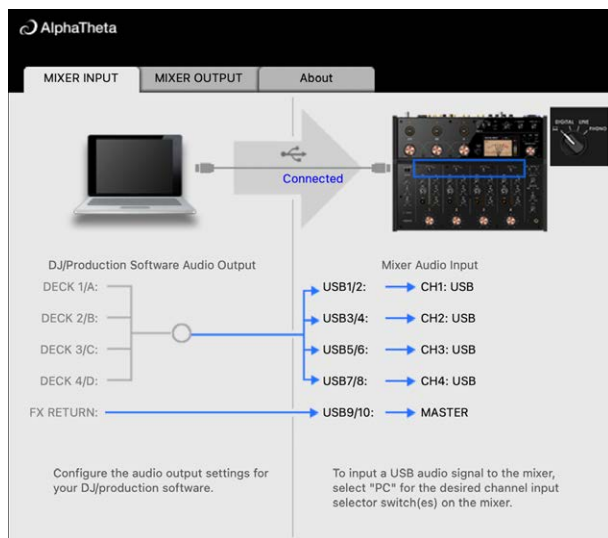 AlphaTheta
MIXER INPUT
MIXER OUTPUT
About
DIGITAL LINE
PHONO
Connected
DJ/Production Software Audio Output
Mixer Audio Input
DECK 1/A:
USB1/2:
CH1: USB
DECK 2/B:
USB3/4:
CH2: USB
DECK 3/C:
USB5/6:
CH3: USB
DECK 4/D:
USB7/8:
CH4: USB
FX RETURN:
USB9/10:
MASTER
Configure the audio output settings for
your DJ/production software.
To input a USB audio signal to the mixer,
select "PC" for the desired channel input
selector switch(es) on the mixer.